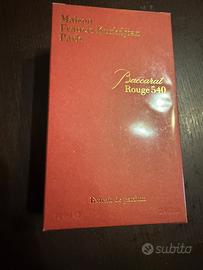 Maison
Francis Kurkdjian
Paris
Baccarat
Rouge 540
Extrait de parfum
subito